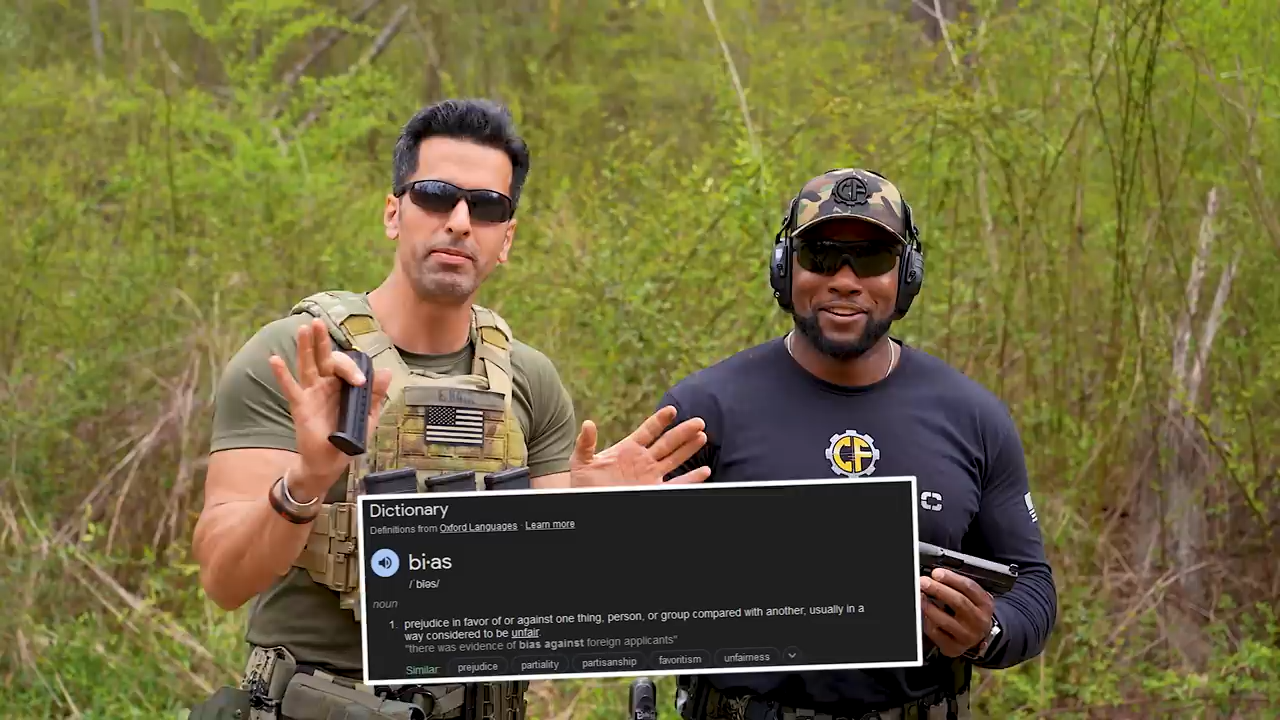 CF
CF
C
Dictionary
Definitions from Oxford Languages · Learn more
bi·as
/ˈbīəs/
noun
1. prejudice in favor of or against one thing, person, or group compared with another, usually in a
way considered to be unfair.
"there was evidence of bias against foreign applicants"
Similar: prejudice partiality partisanship favoritism unfairness